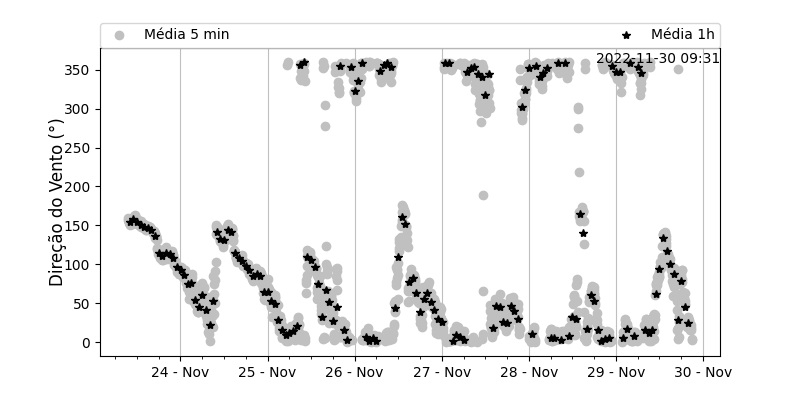 Média 5 min
Média 1h
2022-11-30 09:31
Direção do Vento (°)
350
300
250
200
150
100
50
0
24 - Nov
25 - Nov
26 - Nov
27 - Nov
28 - Nov
29 - Nov
30 - Nov